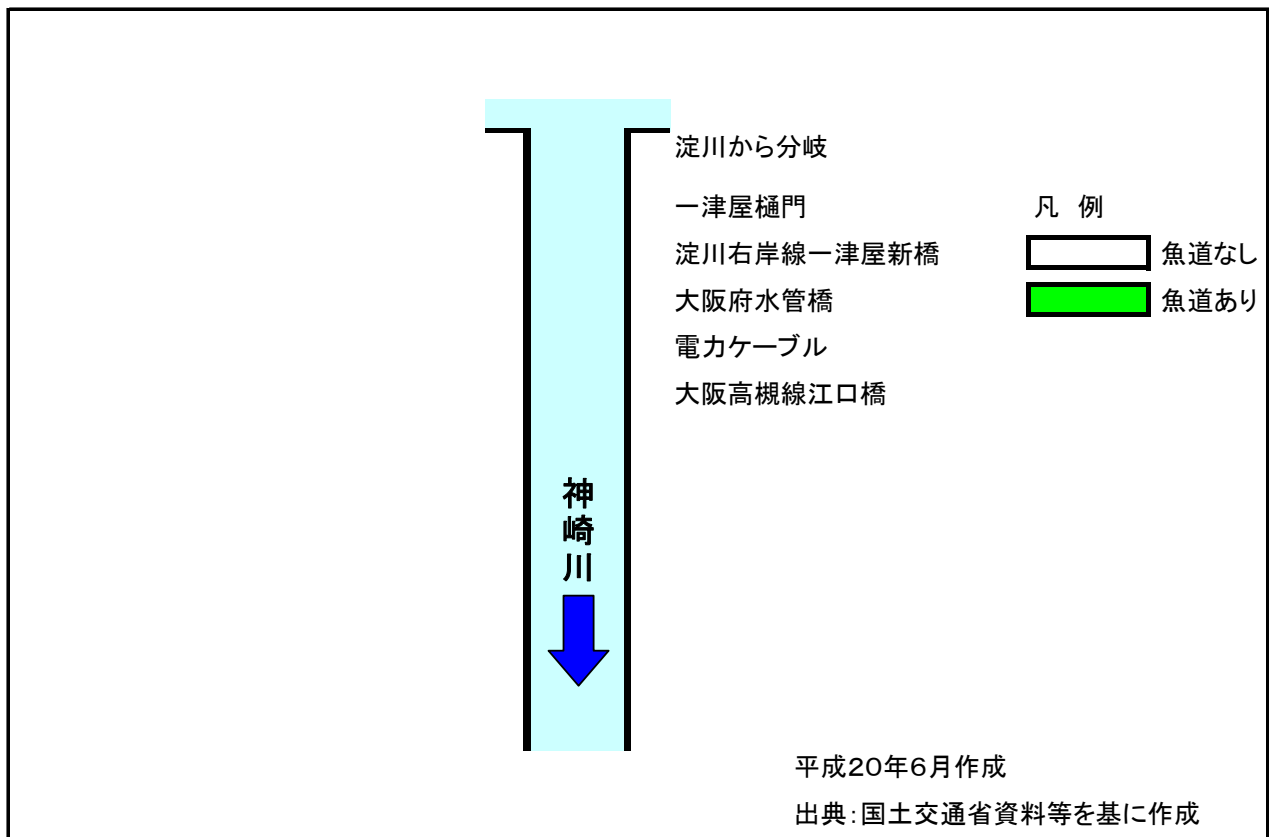 淀川から分岐
一津屋樋門
凡 例
淀川右岸線一津屋新橋
魚道なし
大阪府水管橋
魚道あり
電力ケーブル
大阪高槻線江口橋
神崎川
平成20年6月作成
出典：国土交通省資料等を基に作成